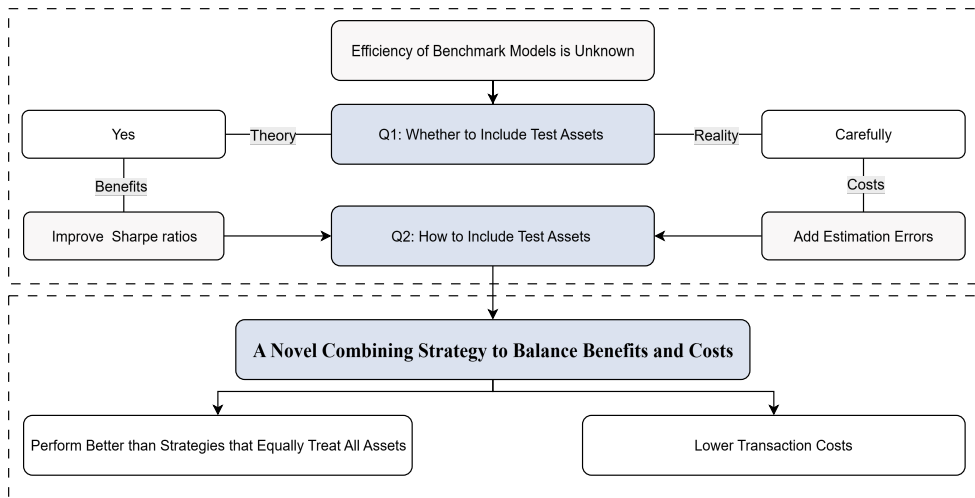 Efficiency of Benchmark Models is Unknown
Yes
Theory
Q1: Whether to Include Test Assets
Reality
Carefully
Benefits
Costs
Improve Sharpe ratios
Q2: How to Include Test Assets
Add Estimation Errors
A Novel Combining Strategy to Balance Benefits and Costs
Perform Better than Strategies that Equally Treat All Assets
Lower Transaction Costs